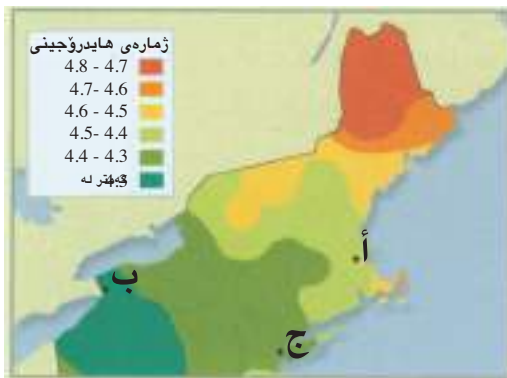 ژمارەی هایدرۆجینی
4.8 - 4.7
4.7- 4.6
4.6 - 4.5
4.5- 4.4
4.4 - 4.3
کەمتر لە 4.3
أ
ب
ج